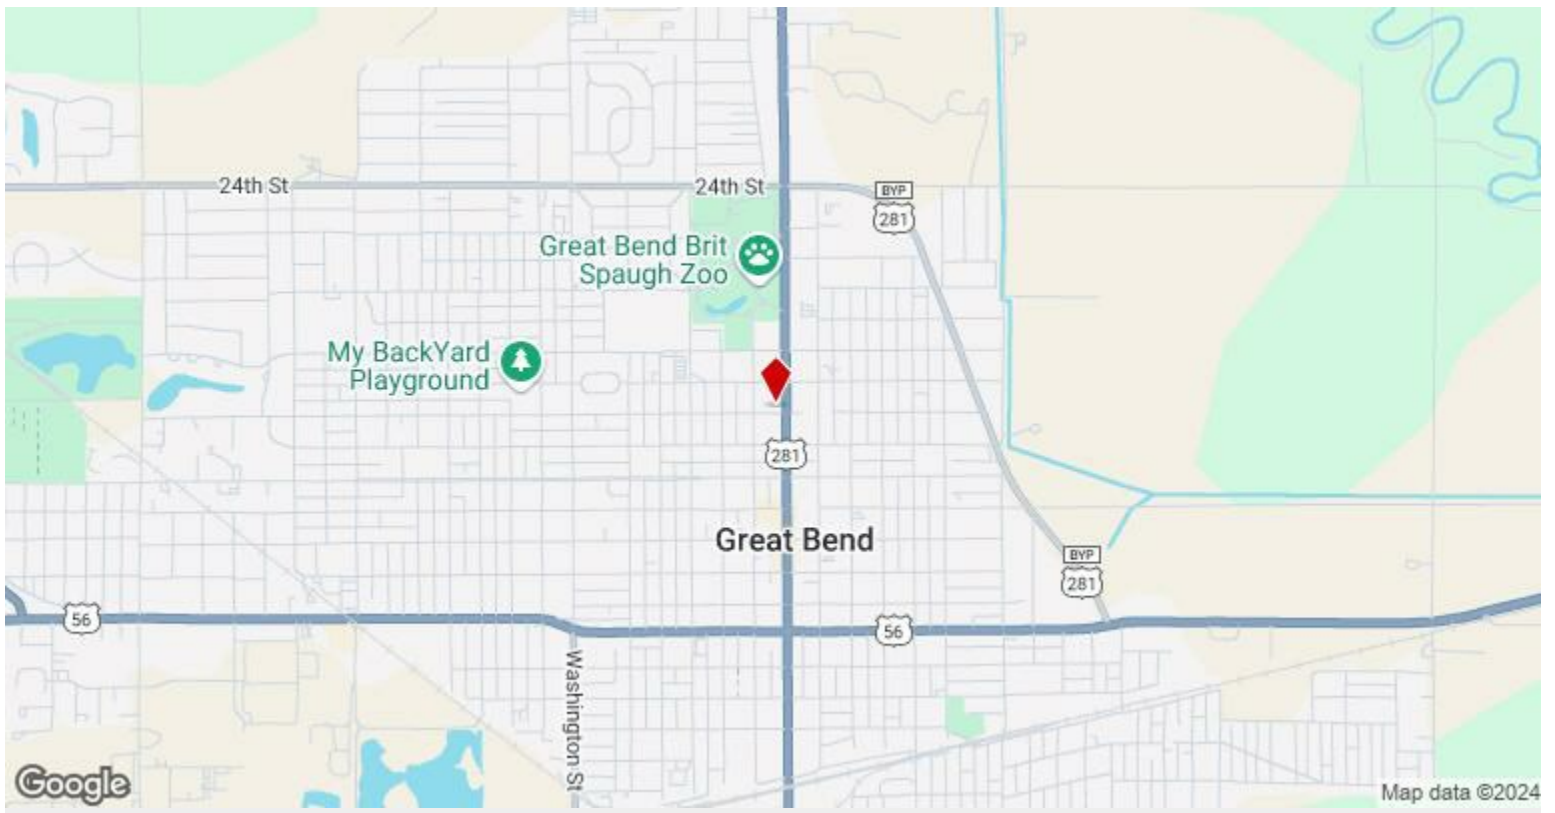 24th St
24th St
BYP
281
Great Bend Brit
Spaugh Zoo
My BackYard
Playground
281
Great Bend
BYP
281
56
56
Washington St
Google
Map data ©2024